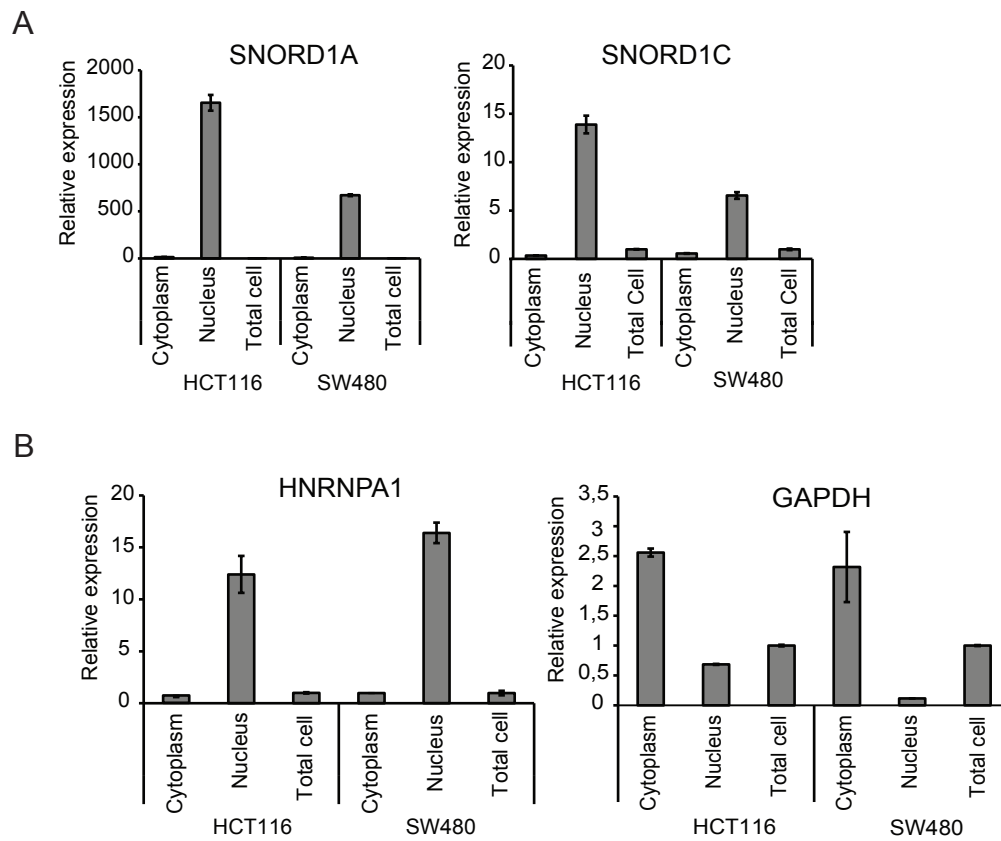 A
SNORD1A
Relative expression
2000
1500
1000
500
0
Cytoplasm
Nucleus
Total cell
Cytoplasm
Nucleus
Total cell
HCT116
SW480
SNORD1C
Relative expression
20
15
10
5
0
Cytoplasm
Nucleus
Total Cell
Cytoplasm
Nucleus
Total Cell
HCT116
SW480
B
HNRNPA1
Relative expression
20
15
10
5
0
Cytoplasm
Nucleus
Total cell
Cytoplasm
Nucleus
Total cell
HCT116
SW480
GAPDH
Relative expression
3,5
3
2,5
2
1,5
1
0,5
0
Cytoplasm
Nucleus
Total cell
Cytoplasm
Nucleus
Total cell
HCT116
SW480